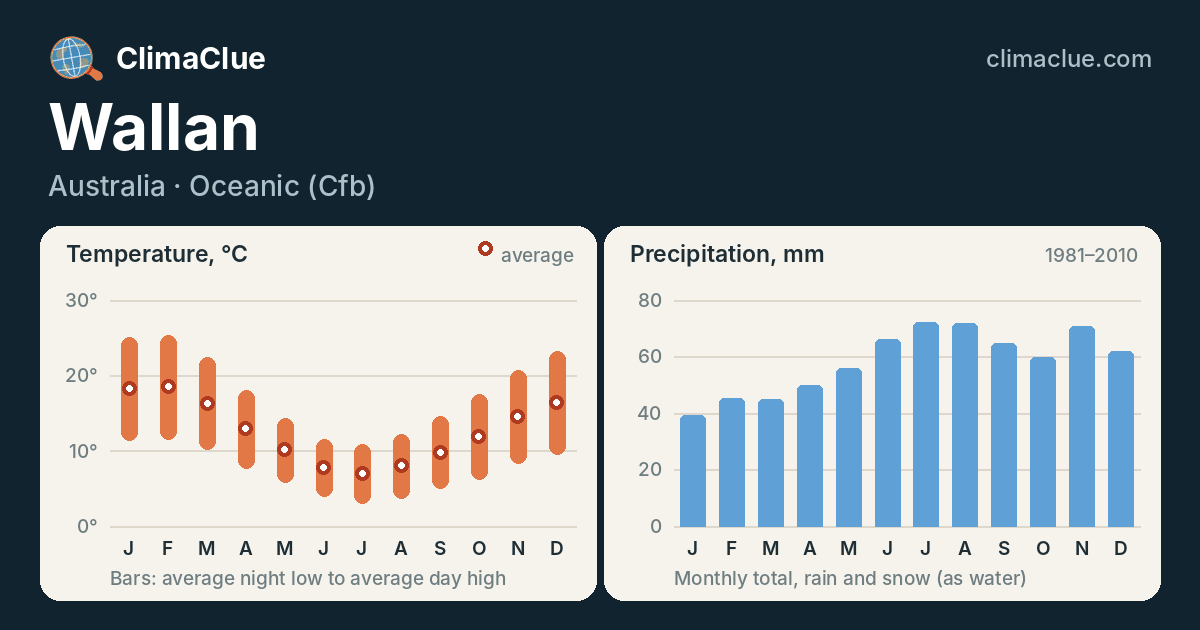 ClimaClue
climaclue.com
Wallan
Australia · Oceanic (Cfb)
Temperature, °C
average
30°
20°
10°
0°
J F M A M J J A S O N D
Bars: average night low to average day high
Precipitation, mm
1981–2010
80
60
40
20
0
J F M A M J J A S O N D
Monthly total, rain and snow (as water)